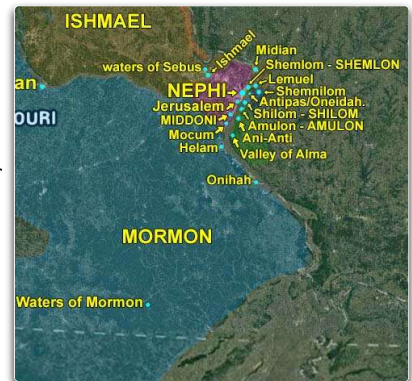 ISHMAEL
Ishmael
Midian
waters of Sebus
Shemlom - SHEMLON
Lemuel
an
NEPHI
Shemnilom
Jerusalem
Antipas/Oneidah.
OURI
MIDDONI
Shilom - SHILOM
Mocum
Amulon - AMULON
Helam
Ani-Anti
Valley of Alma
Onihah
MORMON
Waters of Mormon